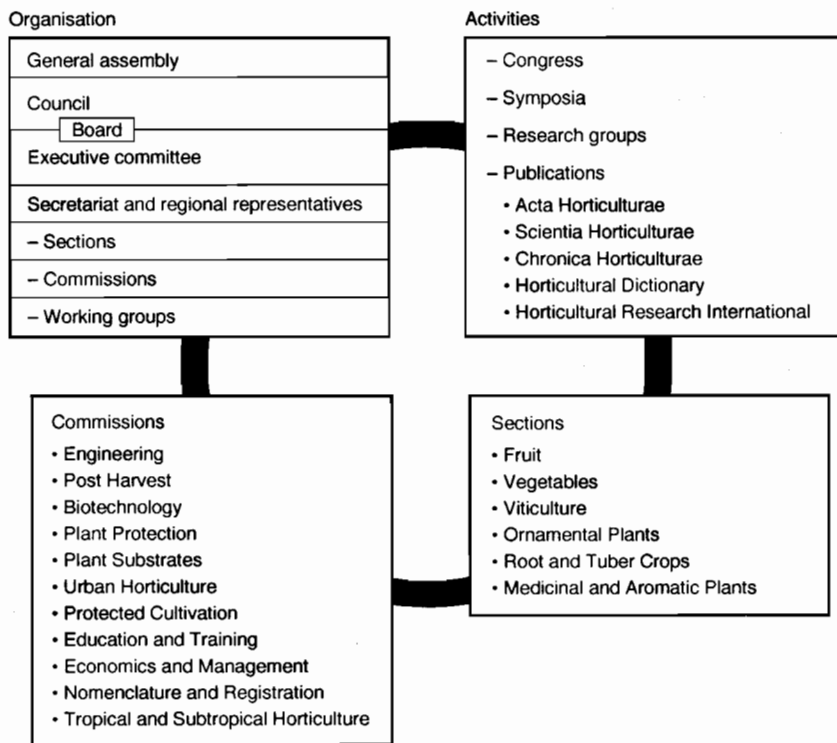 Organisation
General assembly
Council
Board
Executive committee
Secretariat and regional representatives
– Sections
– Commissions
– Working groups
Activities
– Congress
– Symposia
– Research groups
– Publications
• Acta Horticulturae
• Scientia Horticulturae
• Chronica Horticulturae
• Horticultural Dictionary
• Horticultural Research International
Commissions
• Engineering
• Post Harvest
• Biotechnology
• Plant Protection
• Plant Substrates
• Urban Horticulture
• Protected Cultivation
• Education and Training
• Economics and Management
• Nomenclature and Registration
• Tropical and Subtropical Horticulture
Sections
• Fruit
• Vegetables
• Viticulture
• Ornamental Plants
• Root and Tuber Crops
• Medicinal and Aromatic Plants